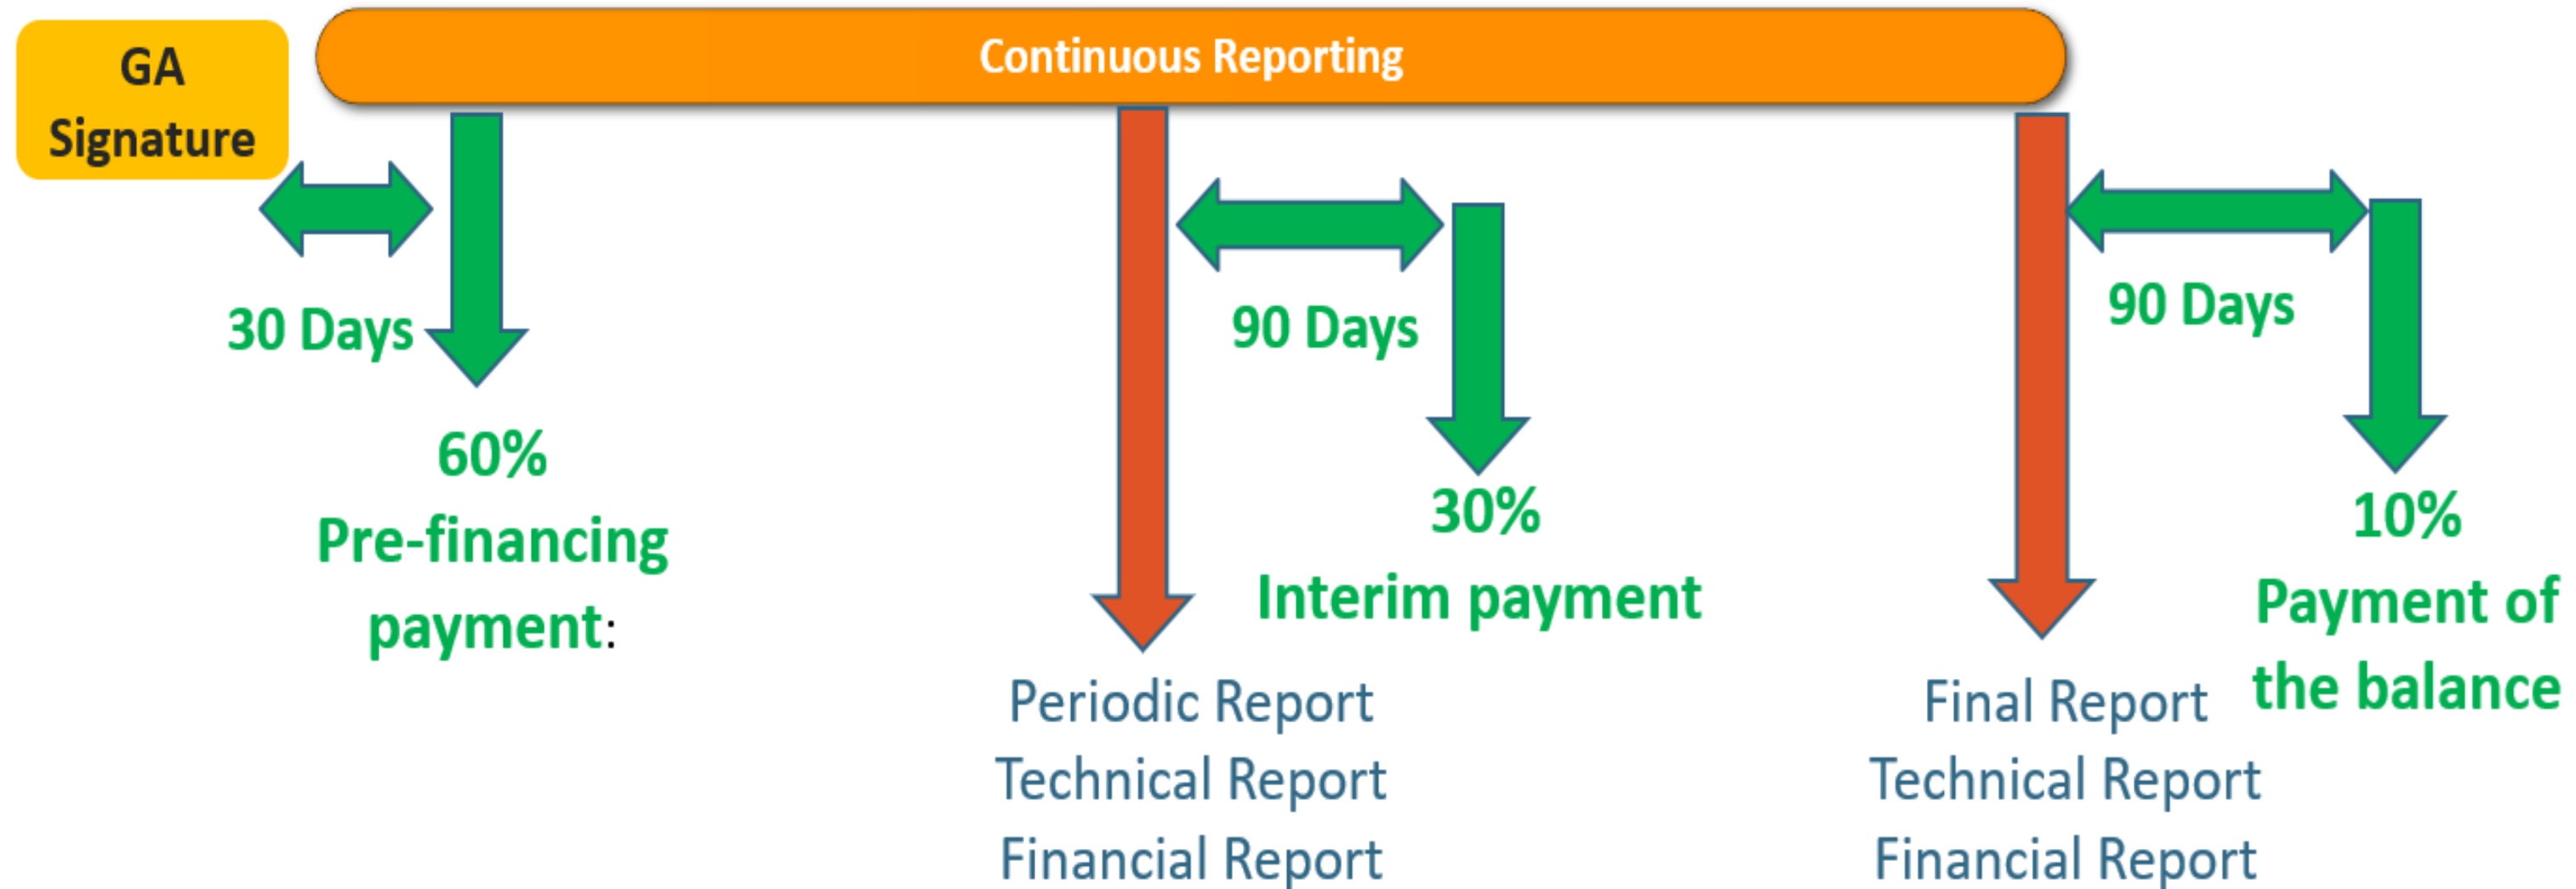 GA
Signature
Continuous Reporting
30 Days
60%
Pre-financing
payment:
90 Days
30%
Interim payment
Periodic Report
Technical Report
Financial Report
90 Days
10%
Payment of
the balance
Final Report
Technical Report
Financial Report